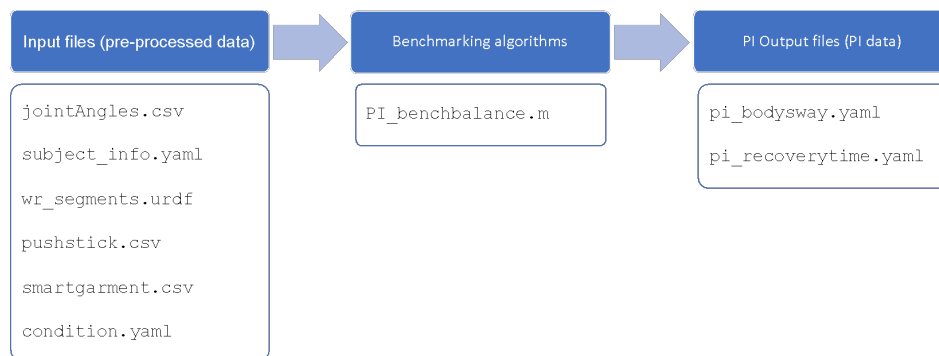 Input files (pre-processed data)
jointAngles.csv
subject_info.yaml
wr_segments.urdf
pushstick.csv
smartgarment.csv
condition.yaml
Benchmarking algorithms
PI_benchbalance.m
PI Output files (PI data)
pi_bodysway.yaml
pi_recoverytime.yaml